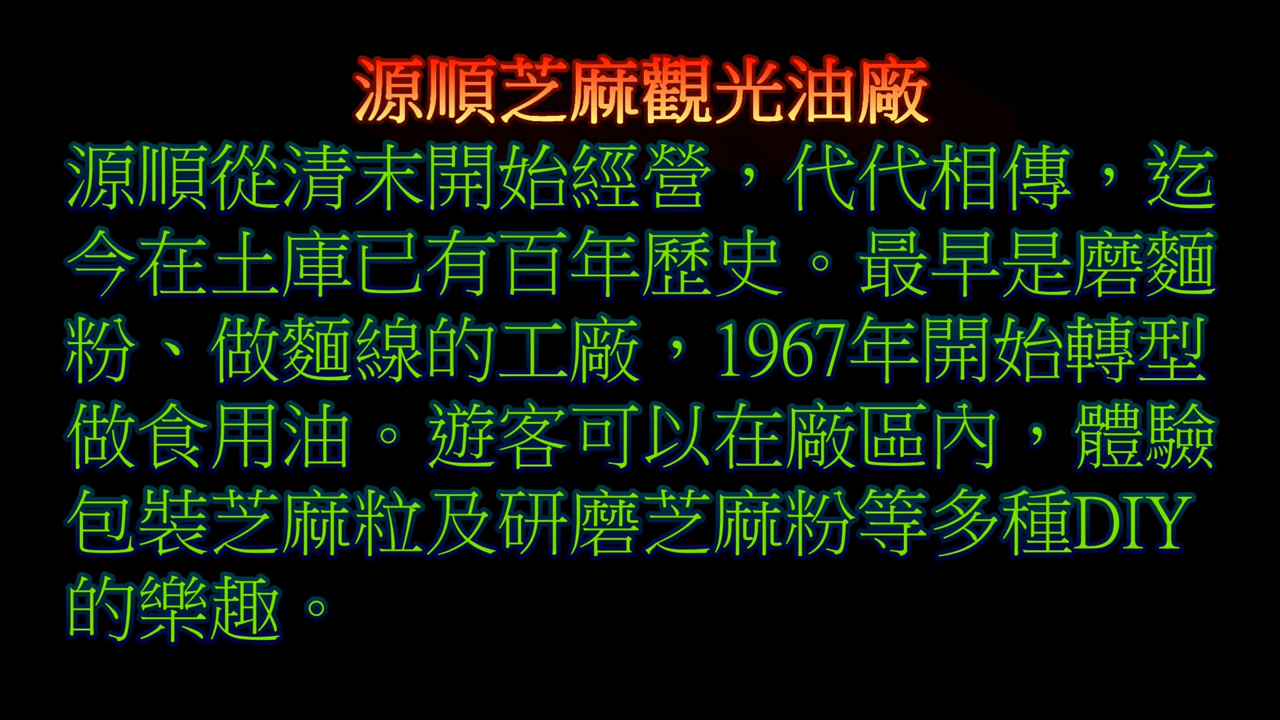 源順芝麻觀光油廠
源順從清末開始經營，代代相傳，迄
今在土庫已有百年歷史。最早是磨麵
粉、做麵線的工廠，1967年開始轉型
做食用油。遊客可以在廠區內，體驗
包裝芝麻粒及研磨芝麻粉等多種DIY
的樂趣。